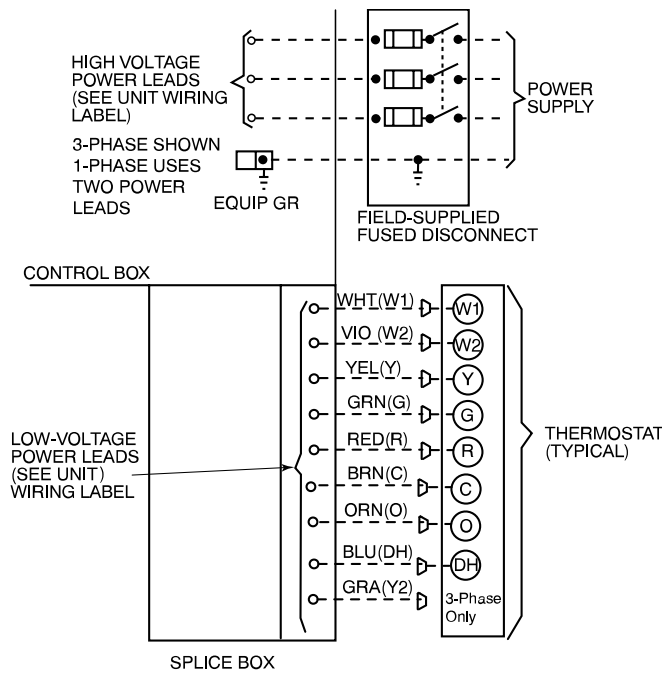 HIGH VOLTAGE
POWER LEADS
(SEE UNIT WIRING
LABEL)
3-PHASE SHOWN
1-PHASE USES
TWO POWER
LEADS
EQUIP GR
POWER
SUPPLY
FIELD-SUPPLIED
FUSED DISCONNECT
CONTROL BOX
WHT(W1)
W1
VIO (W2)
W2
YEL(Y)
Y
GRN(G)
G
RED(R)
R
BRN(C)
C
ORN(O)
O
BLU(DH)
DH
GRA(Y2)
3-Phase
Only
LOW-VOLTAGE
POWER LEADS
(SEE UNIT)
WIRING LABEL
THERMOSTAT
(TYPICAL)
SPLICE BOX